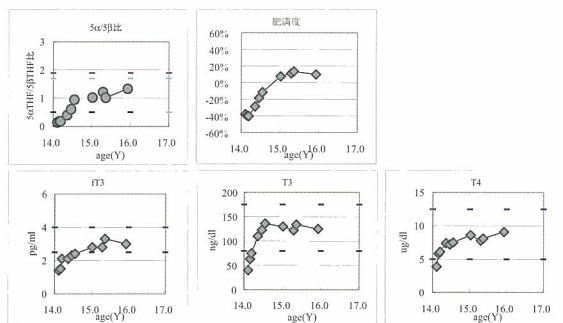 5α/5β比
肥満度
3
2
1
0
5αTHF/5βTHF比
14.0 15.0 16.0 17.0
age(Y)
60%
40%
20%
0%
-20%
-40%
-60%
14.0 15.0 16.0 17.0
age(Y)
fT3
T3
T4
6
4
2
0
pg/ml
14.0 15.0 16.0 17.0
age(Y)
200
150
100
50
0
ng/dl
14.0 15.0 16.0 17.0
age(Y)
15
10
5
0
ug/dl
14.0 15.0 16.0 17.0
age(Y)